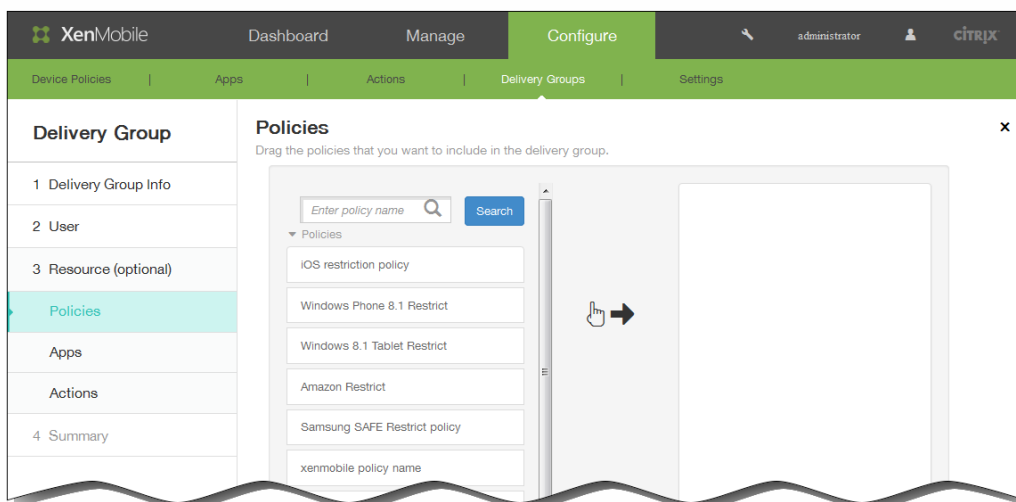 XenMobile Dashboard Manage Configure administrator CİTRIX
Device Policies | Apps | Actions | Delivery Groups | Settings
Delivery Group
1 Delivery Group Info
2 User
3 Resource (optional)
Policies
Apps
Actions
4 Summary
Policies
x
Drag the policies that you want to include in the delivery group.
Enter policy name
Search
Policies
iOS restriction policy
Windows Phone 8.1 Restrict
Windows 8.1 Tablet Restrict
Amazon Restrict
Samsung SAFE Restrict policy
xenmobile policy name